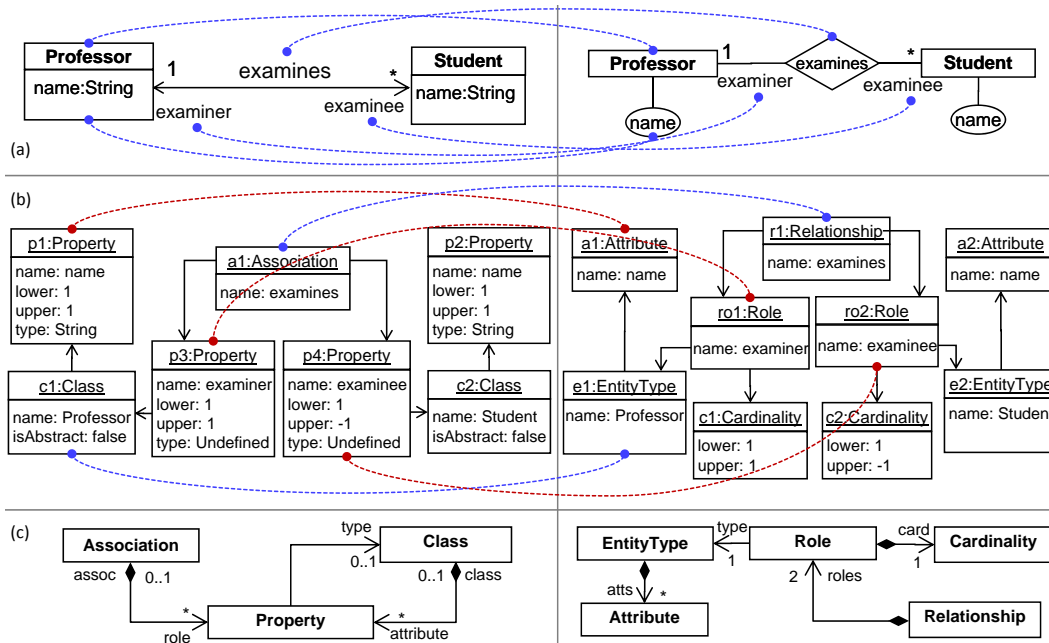 Professor
name:String
1
examines
*
examiner
examinee
Student
name:String
(a)
Professor
name
1
examines
*
examiner
examinee
Student
name
(b)
p1:Property
name: name
lower: 1
upper: 1
type: String
a1:Association
name: examines
p2:Property
name: name
lower: 1
upper: 1
type: String
c1:Class
name: Professor
isAbstract: false
p3:Property
name: examiner
lower: 1
upper: 1
type: Undefined
p4:Property
name: examinee
lower: 1
upper: -1
type: Undefined
c2:Class
name: Student
isAbstract: false
a1:Attribute
name: name
r1:Relationship
name: examines
a2:Attribute
name: name
ro1:Role
name: examiner
ro2:Role
name: examinee
e1:EntityType
name: Professor
c1:Cardinality
lower: 1
upper: 1
c2:Cardinality
lower: 1
upper: -1
e2:EntityType
name: Student
(c)
Association
assoc
0..1
*
role
type
0..1
Class
0..1
class
*
attribute
Property
EntityType
type
1
Role
card
1
Cardinality
atts
*
Attribute
2
roles
Relationship